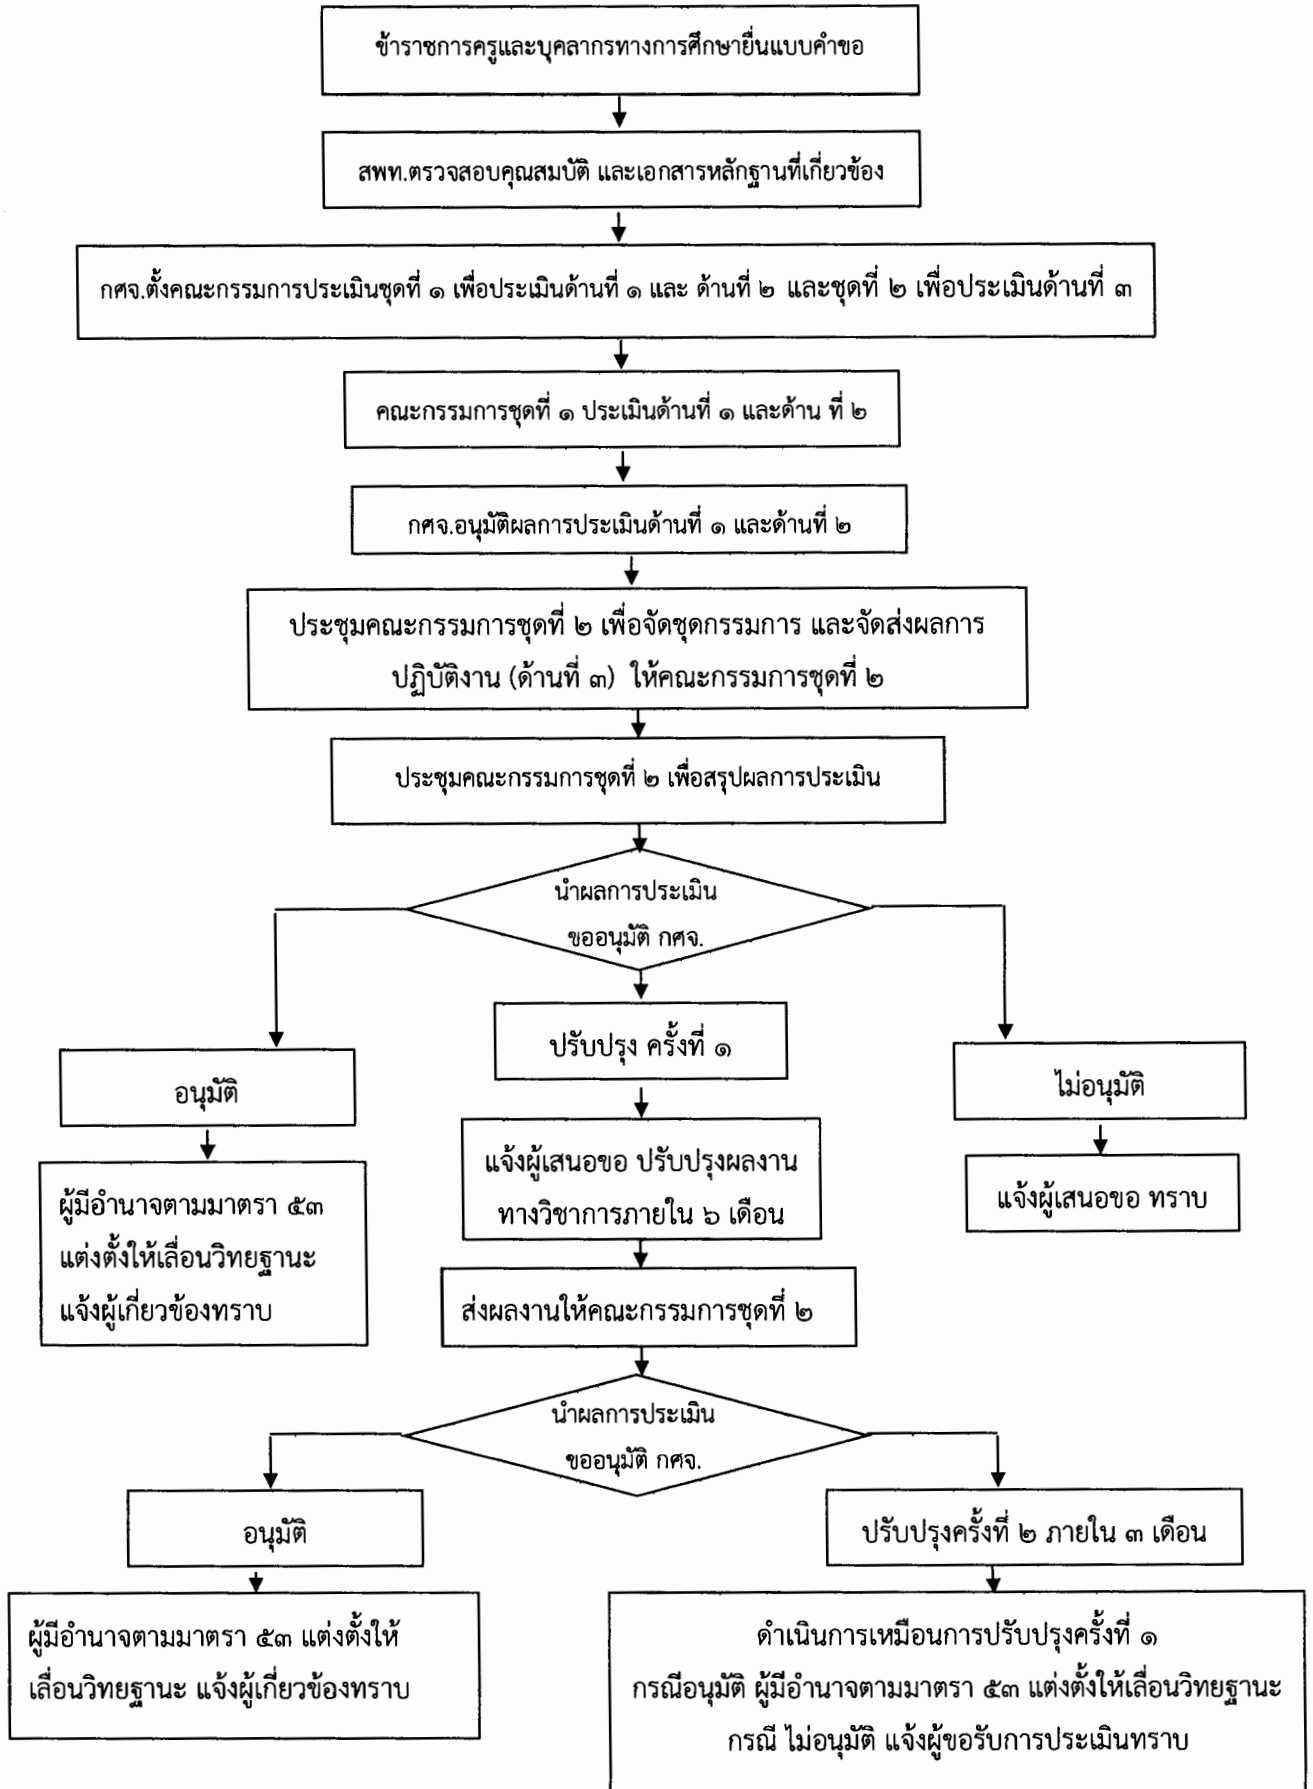 ข้าราชการครูและบุคลากรทางการศึกษายื่นแบบคำขอ
สพท.ตรวจสอบคุณสมบัติ และเอกสารหลักฐานที่เกี่ยวข้อง
กศจ.ตั้งคณะกรรมการประเมินชุดที่ ๑ เพื่อประเมินด้านที่ ๑ และ ด้านที่ ๒ และชุดที่ ๒ เพื่อประเมินด้านที่ ๓
คณะกรรมการชุดที่ ๑ ประเมินด้านที่ ๑ และด้าน ที่ ๒
กศจ.อนุมัติผลการประเมินด้านที่ ๑ และด้านที่ ๒
ประชุมคณะกรรมการชุดที่ ๒ เพื่อจัดชุดกรรมการ และจัดส่งผลการ
ปฏิบัติงาน (ด้านที่ ๓) ให้คณะกรรมการชุดที่ ๒
ประชุมคณะกรรมการชุดที่ ๒ เพื่อสรุปผลการประเมิน
นำผลการประเมิน
ขออนุมัติ กศจ.
อนุมัติ
ผู้มีอำนาจตามมาตรา ๕๓
แต่งตั้งให้เลื่อนวิทยฐานะ
แจ้งผู้เกี่ยวข้องทราบ
ปรับปรุง ครั้งที่ ๑
แจ้งผู้เสนอขอ ปรับปรุงผลงาน
ทางวิชาการภายใน ๖ เดือน
ส่งผลงานให้คณะกรรมการชุดที่ ๒
ไม่อนุมัติ
แจ้งผู้เสนอขอ ทราบ
นำผลการประเมิน
ขออนุมัติ กศจ.
อนุมัติ
ผู้มีอำนาจตามมาตรา ๕๓ แต่งตั้งให้
เลื่อนวิทยฐานะ แจ้งผู้เกี่ยวข้องทราบ
ปรับปรุงครั้งที่ ๒ ภายใน ๓ เดือน
ดำเนินการเหมือนการปรับปรุงครั้งที่ ๑
กรณีอนุมัติ ผู้มีอำนาจตามมาตรา ๕๓ แต่งตั้งให้เลื่อนวิทยฐานะ
กรณี ไม่อนุมัติ แจ้งผู้ขอรับการประเมินทราบ